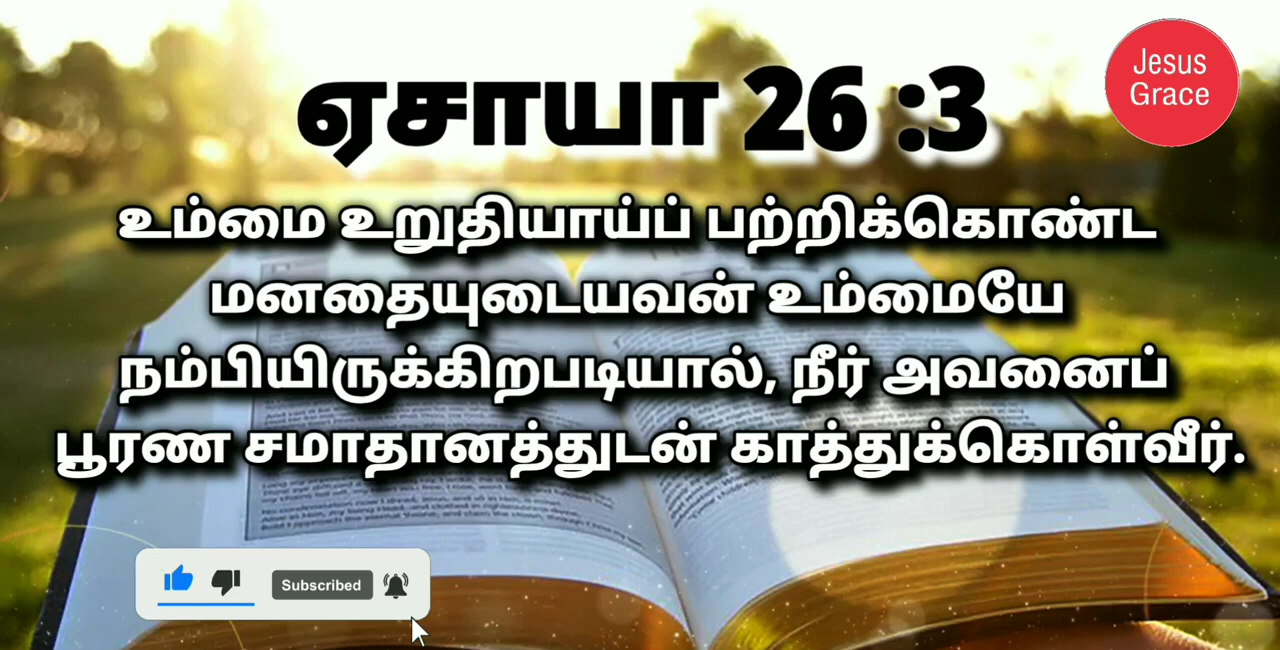 Jesus
Grace
ஏசாயா 26 :3
உம்மை உறுதியாய்ப் பற்றிக்கொண்ட
மனதையுடையவன் உம்மையே
நம்பியிருக்கிறபடியால், நீர் அவனைப்
பூரண சமாதானத்துடன் காத்துக்கொள்வீர்.
Subscribed